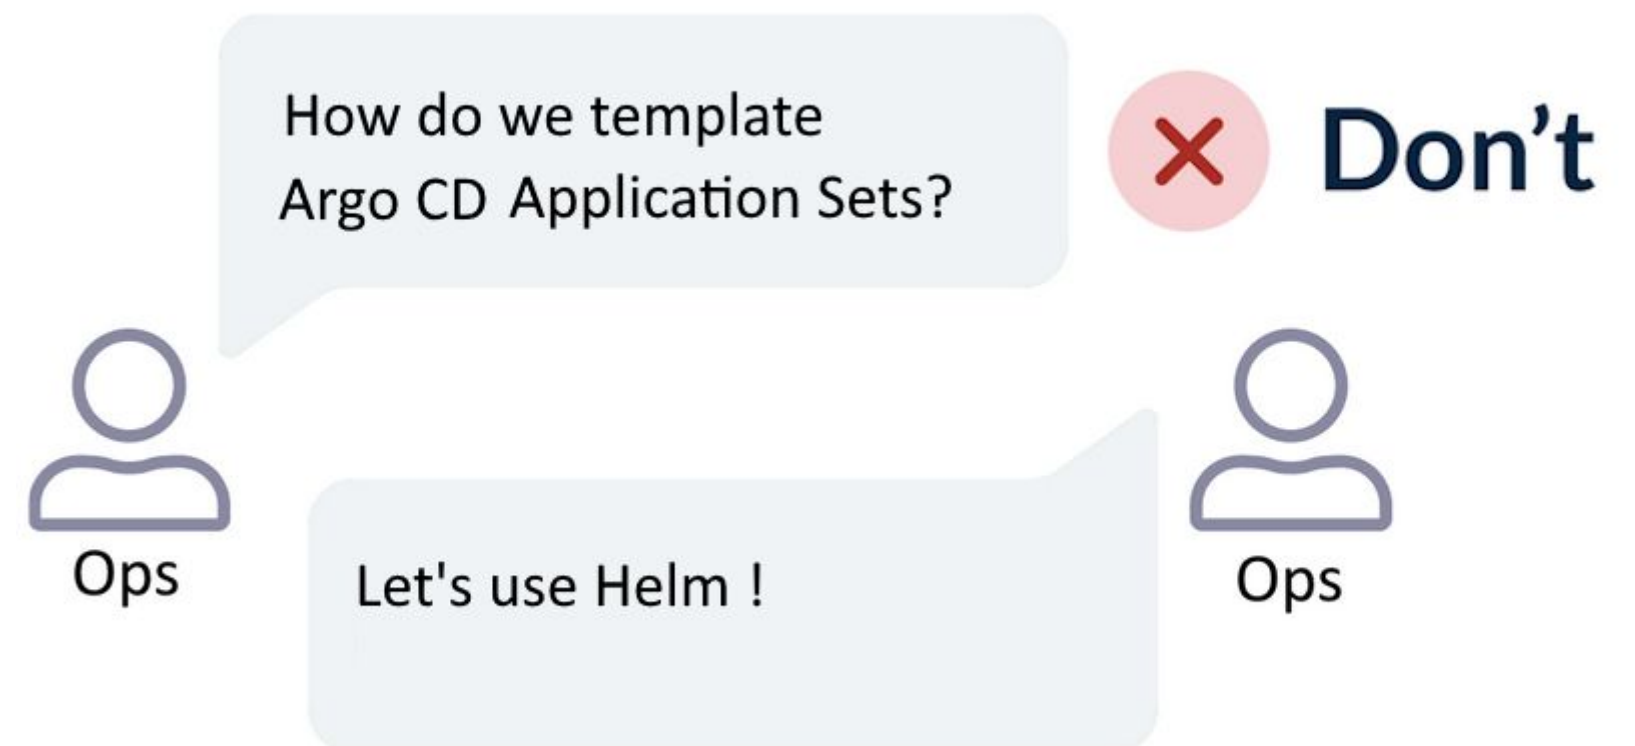 How do we template
Argo CD Application Sets?
Don’t
Ops
Let's use Helm !
Ops